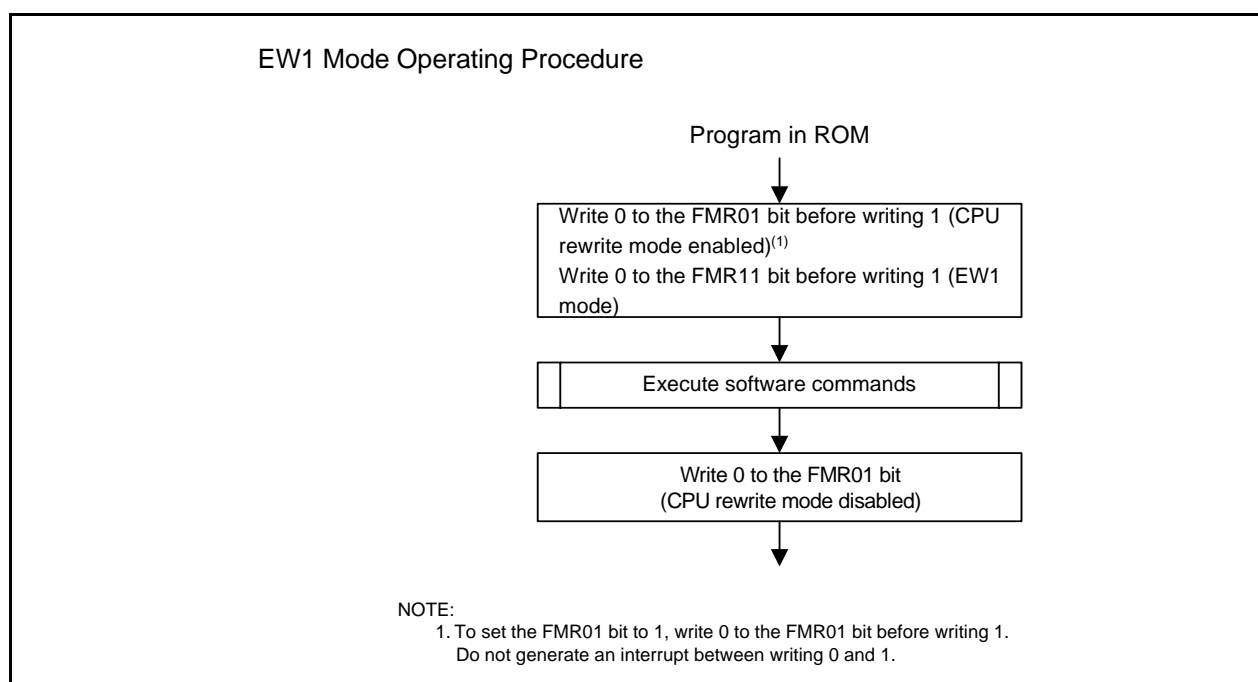 EW1 Mode Operating Procedure
Program in ROM
Write 0 to the FMR01 bit before writing 1 (CPU
rewrite mode enabled)(1)
Write 0 to the FMR11 bit before writing 1 (EW1
mode)
Execute software commands
Write 0 to the FMR01 bit
(CPU rewrite mode disabled)
NOTE:
1. To set the FMR01 bit to 1, write 0 to the FMR01 bit before writing 1.
Do not generate an interrupt between writing 0 and 1.